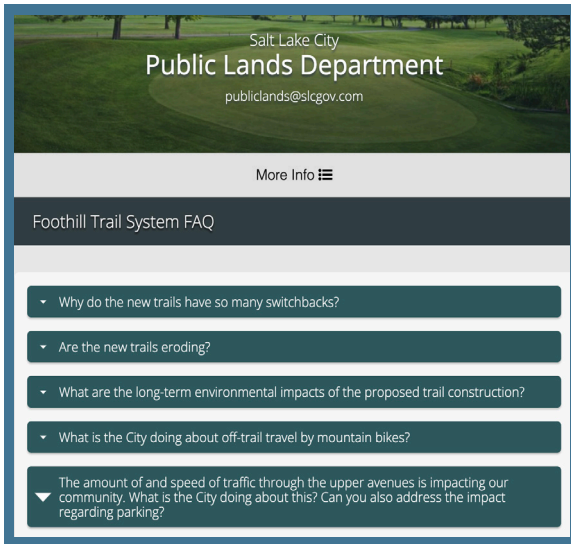 Salt Lake City
Public Lands Department
publiclands@slcgov.com
More Info
Foothill Trail System FAQ
Why do the new trails have so many switchbacks?
Are the new trails eroding?
What are the long-term environmental impacts of the proposed trail construction?
What is the City doing about off-trail travel by mountain bikes?
The amount of and speed of traffic through the upper avenues is impacting our
community. What is the City doing about this? Can you also address the impact
regarding parking?